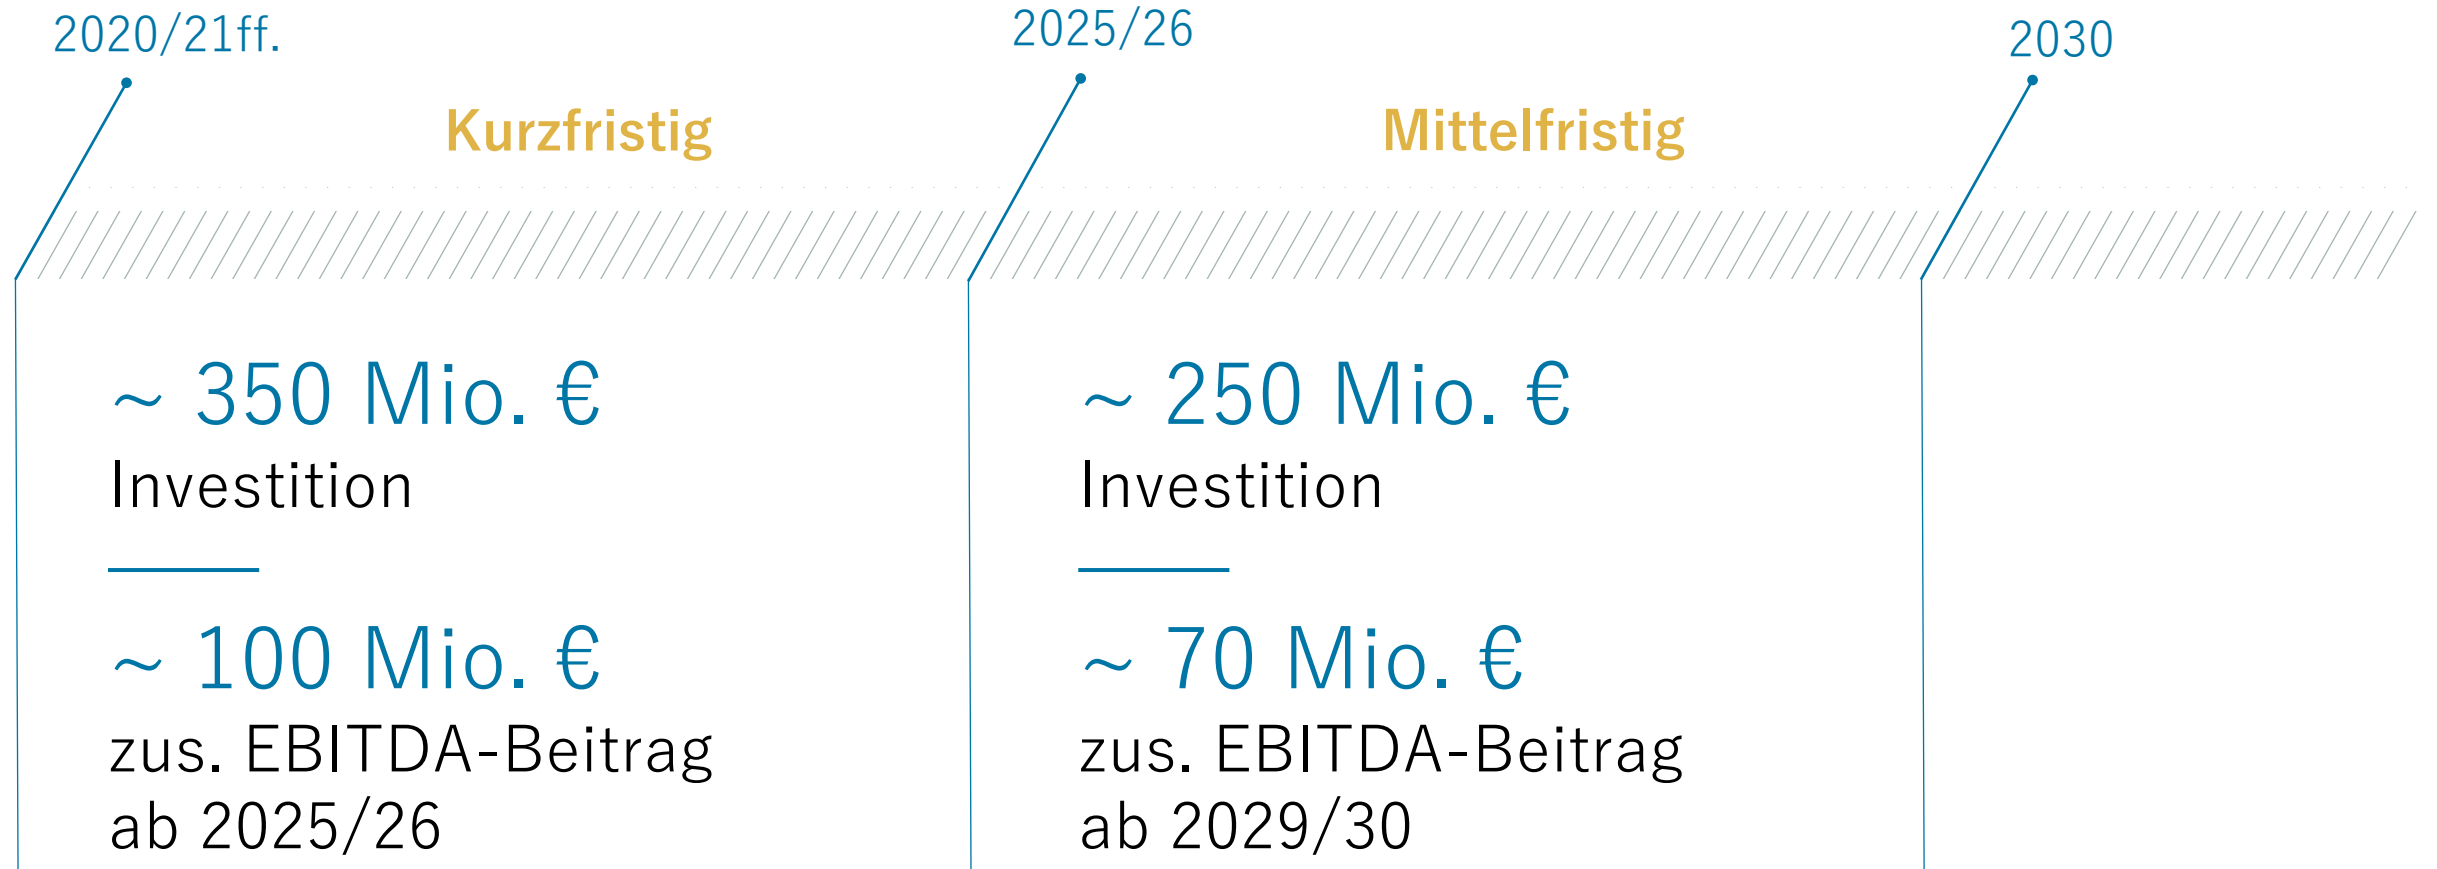 2020/21ff.
2025/26
2030
Kurzfristig
Mittelfristig
~ 350 Mio. €
Investition
~ 100 Mio. €
zus. EBITDA-Beitrag
ab 2025/26
~ 250 Mio. €
Investition
~ 70 Mio. €
zus. EBITDA-Beitrag
ab 2029/30